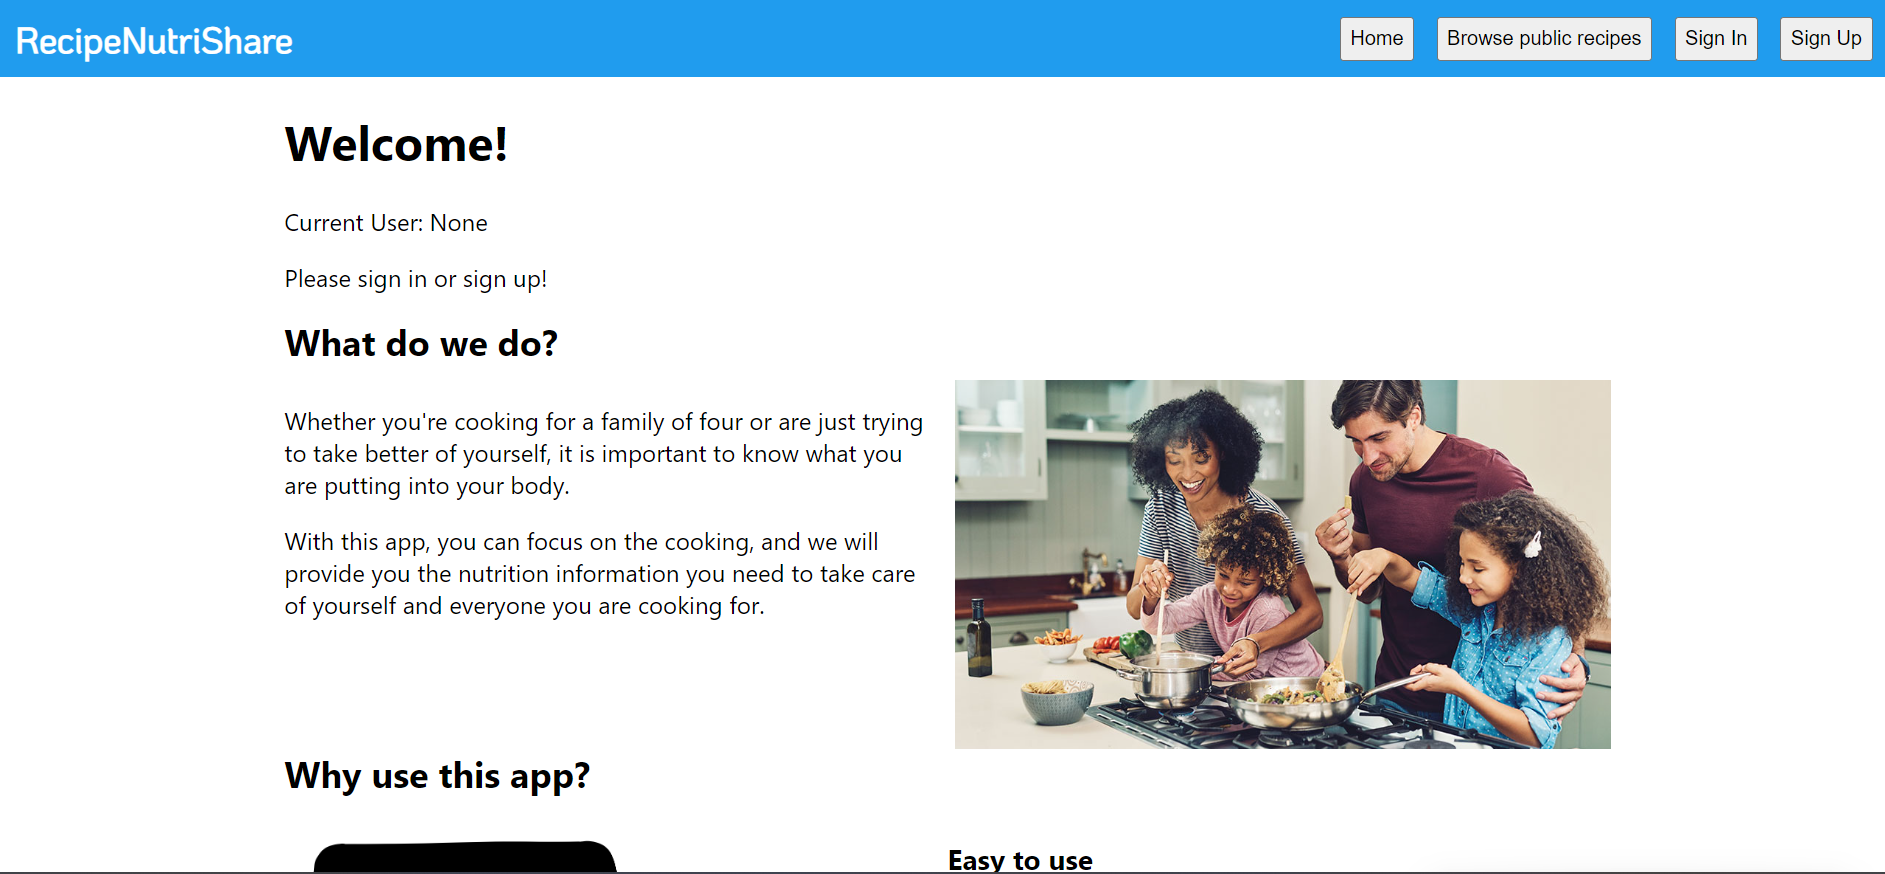 RecipeNutriShare
Home
Browse public recipes
Sign In
Sign Up
Welcome!
Current User: None
Please sign in or sign up!
What do we do?
Whether you're cooking for a family of four or are just trying
to take better of yourself, it is important to know what you
are putting into your body.
With this app, you can focus on the cooking, and we will
provide you the nutrition information you need to take care
of yourself and everyone you are cooking for.
Why use this app?
Easy to use